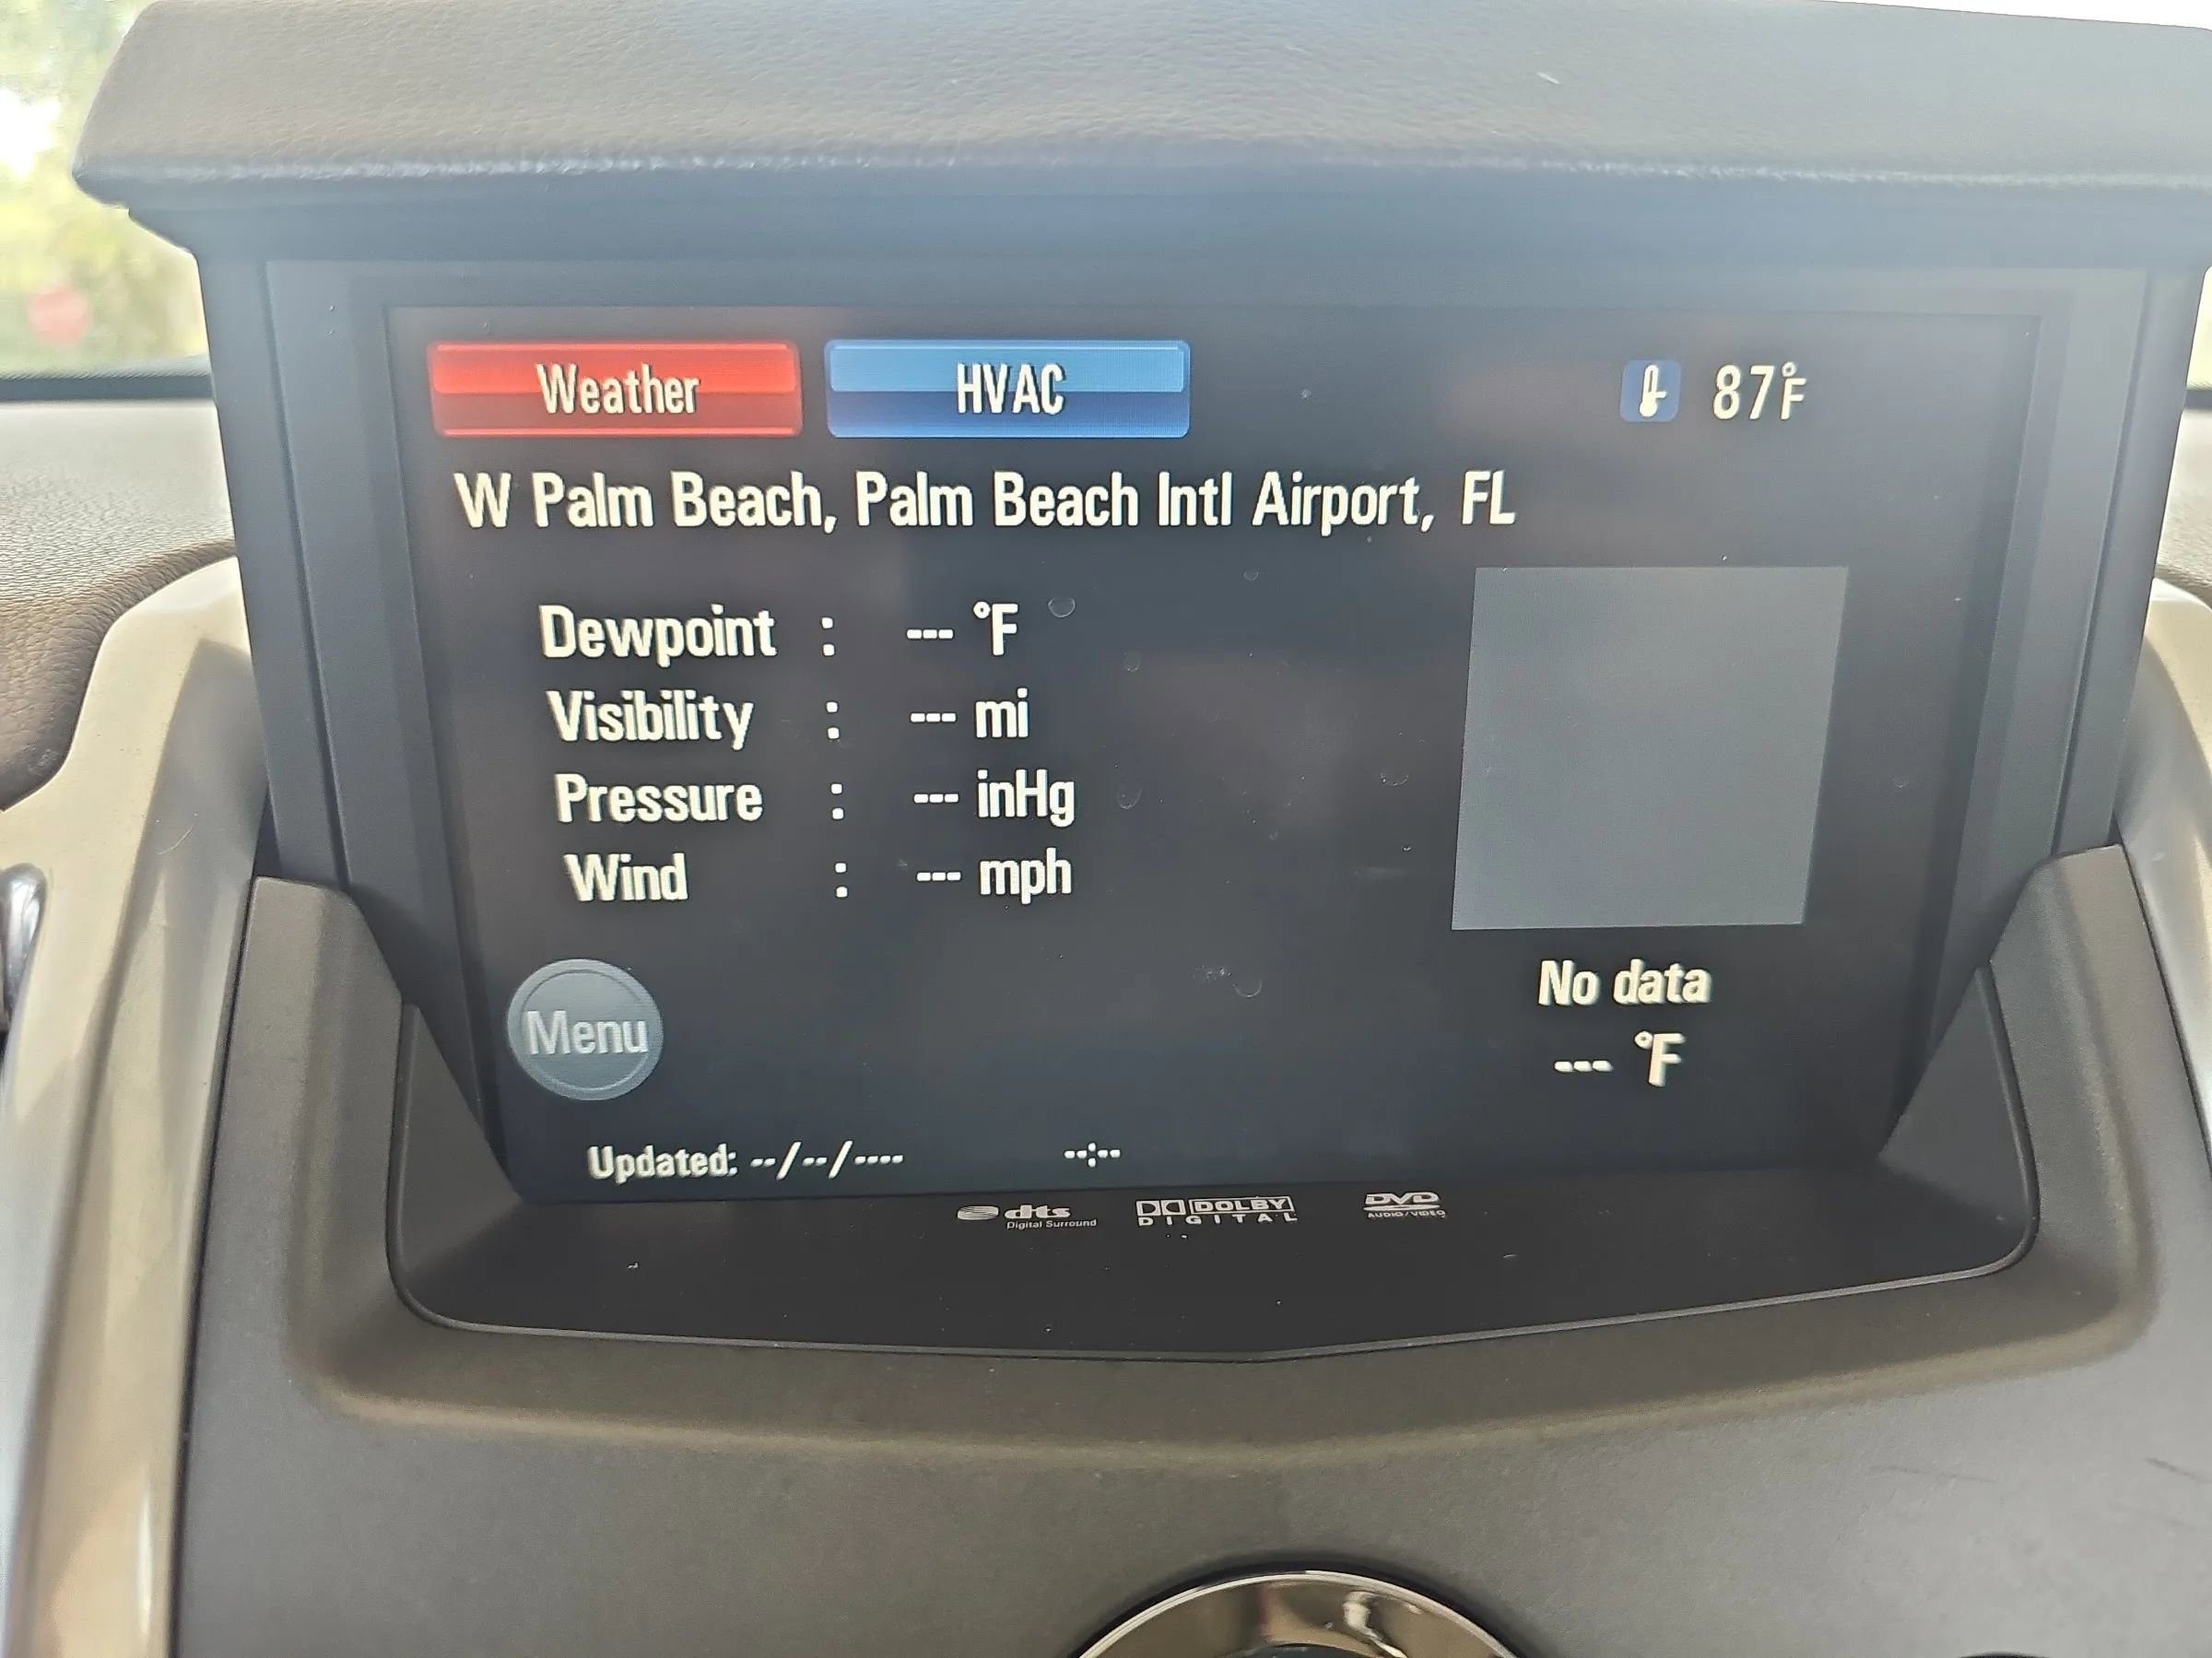 Weather HVAC 87°F
W Palm Beach, Palm Beach Intl Airport, FL
Dewpoint : --- °F
Visibility : --- mi
Pressure : --- inHg
Wind : --- mph
No data
--- °F
Menu
Updated: --/--/---- --:--
dts DOLBY DVD
Digital Surround DIGITAL AUDIO/VIDEO